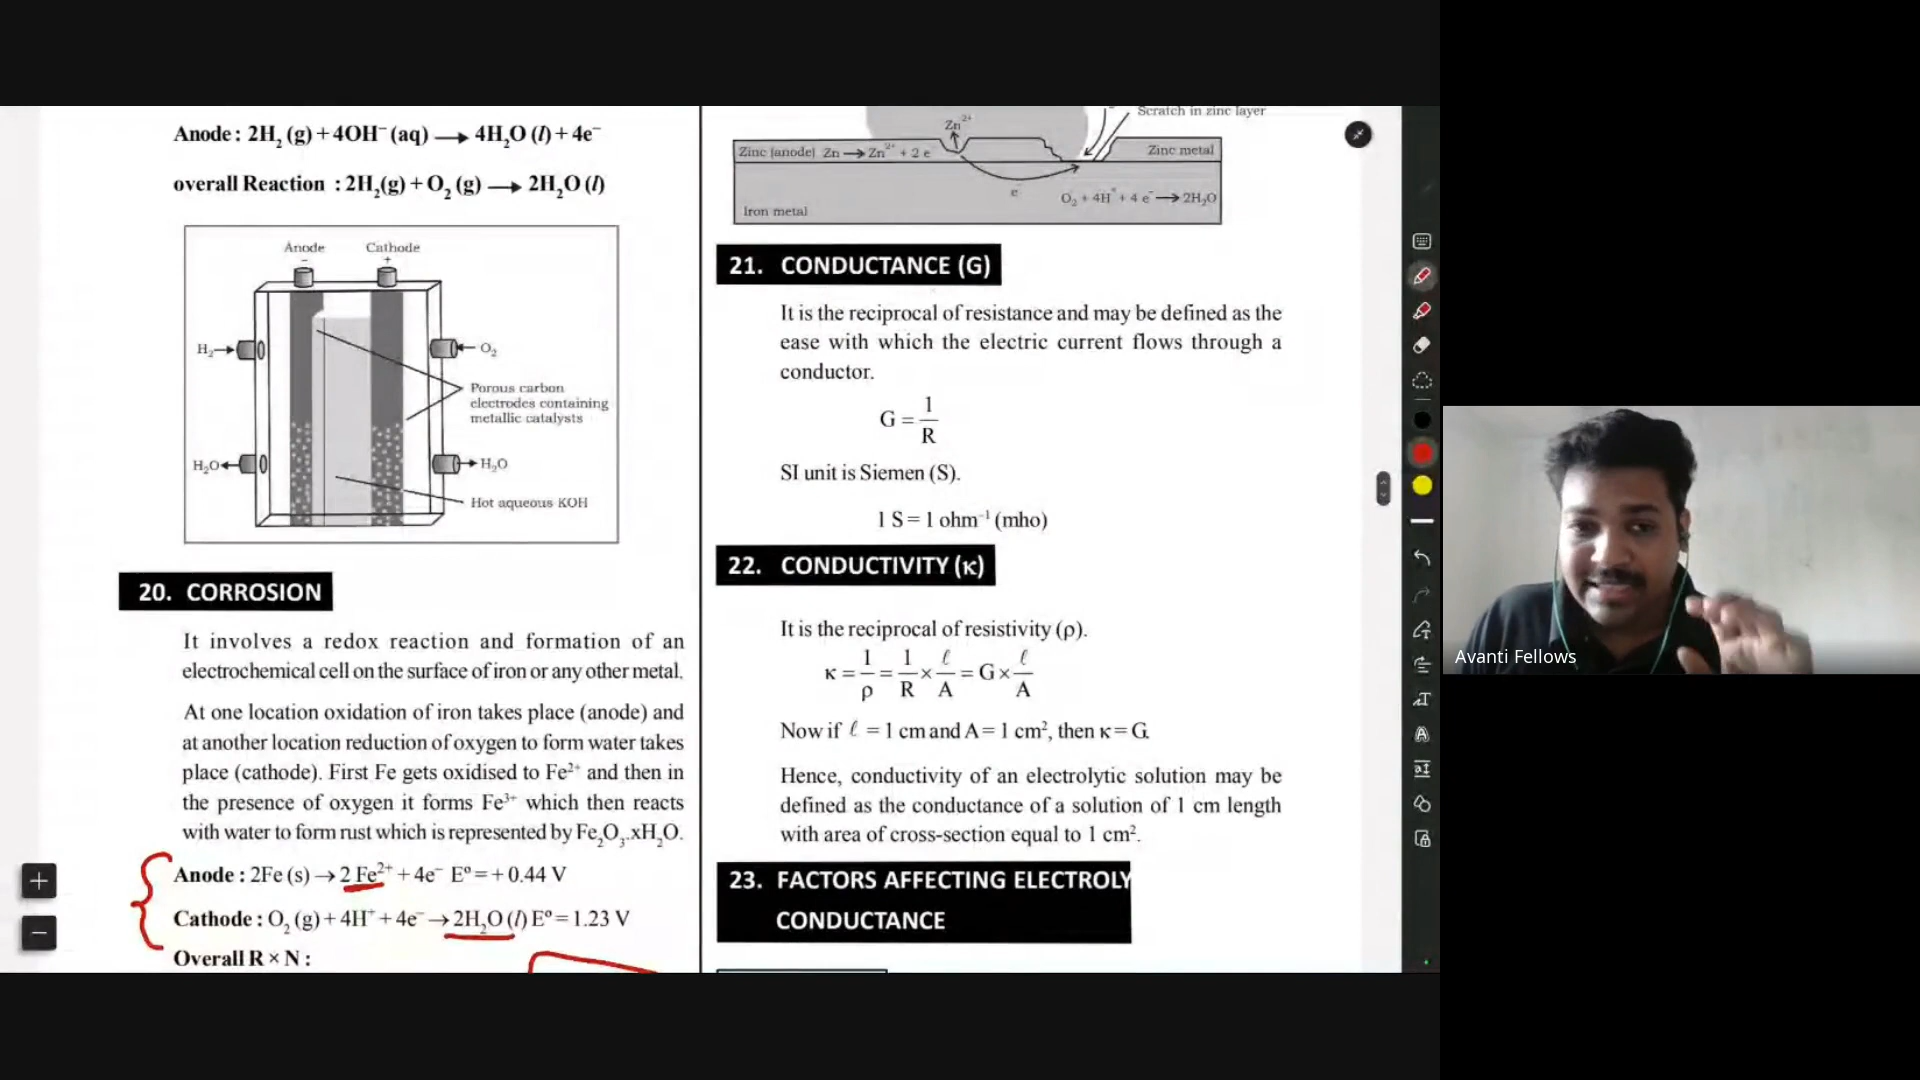 Anode : 2H₂ (g) + 4OH⁻ (aq) ⟶ 4H₂O (l) + 4e⁻
overall Reaction : 2H₂(g) + O₂ (g) ⟶ 2H₂O (l)
Anode Cathode
- +
H₂→
← O₂
Porous carbon
electrodes containing
metallic catalysts
H₂O←
→H₂O
Hot aqueous KOH
20. CORROSION
It involves a redox reaction and formation of an
electrochemical cell on the surface of iron or any other metal.
At one location oxidation of iron takes place (anode) and
at another location reduction of oxygen to form water takes
place (cathode). First Fe gets oxidised to Fe²⁺ and then in
the presence of oxygen it forms Fe³⁺ which then reacts
with water to form rust which is represented by Fe₂O₃.xH₂O.
Anode : 2Fe (s) → 2 Fe²⁺ + 4e⁻ Eº = + 0.44 V
Cathode : O₂ (g) + 4H⁺ + 4e⁻ → 2H₂O (l) Eº = 1.23 V
Overall R × N :
Scratch in zinc layer
Zn²⁺
Zinc (anode) Zn → Zn²⁺ + 2 e⁻
Zinc metal
e⁻
O₂ + 4H⁺ + 4 e⁻ → 2H₂O
Iron metal
21. CONDUCTANCE (G)
It is the reciprocal of resistance and may be defined as the
ease with which the electric current flows through a
conductor.
G = 1/R
SI unit is Siemen (S).
1 S = 1 ohm⁻¹ (mho)
22. CONDUCTIVITY (κ)
It is the reciprocal of resistivity (ρ).
κ = 1/ρ = 1/R × ℓ/A = G × ℓ/A
Now if ℓ = 1 cm and A = 1 cm², then κ = G.
Hence, conductivity of an electrolytic solution may be
defined as the conductance of a solution of 1 cm length
with area of cross-section equal to 1 cm².
23. FACTORS AFFECTING ELECTROLY
CONDUCTANCE
Avanti Fellows